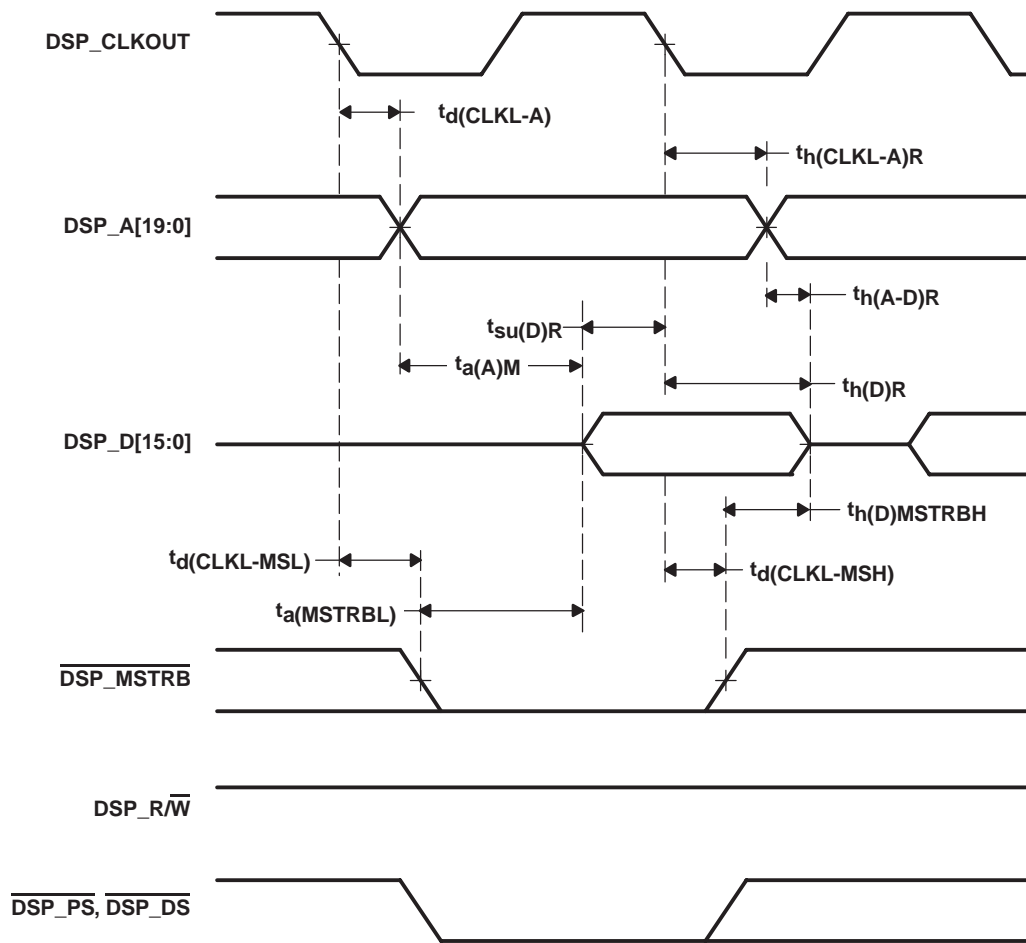 DSP_CLKOUT
td(CLKL-A)
th(CLKL-A)R
DSP_A[19:0]
th(A-D)R
tsu(D)R
ta(A)M
th(D)R
DSP_D[15:0]
th(D)MSTRBH
td(CLKL-MSL)
td(CLKL-MSH)
ta(MSTRBL)
DSP_MSTRB
DSP_R/W
DSP_PS, DSP_DS